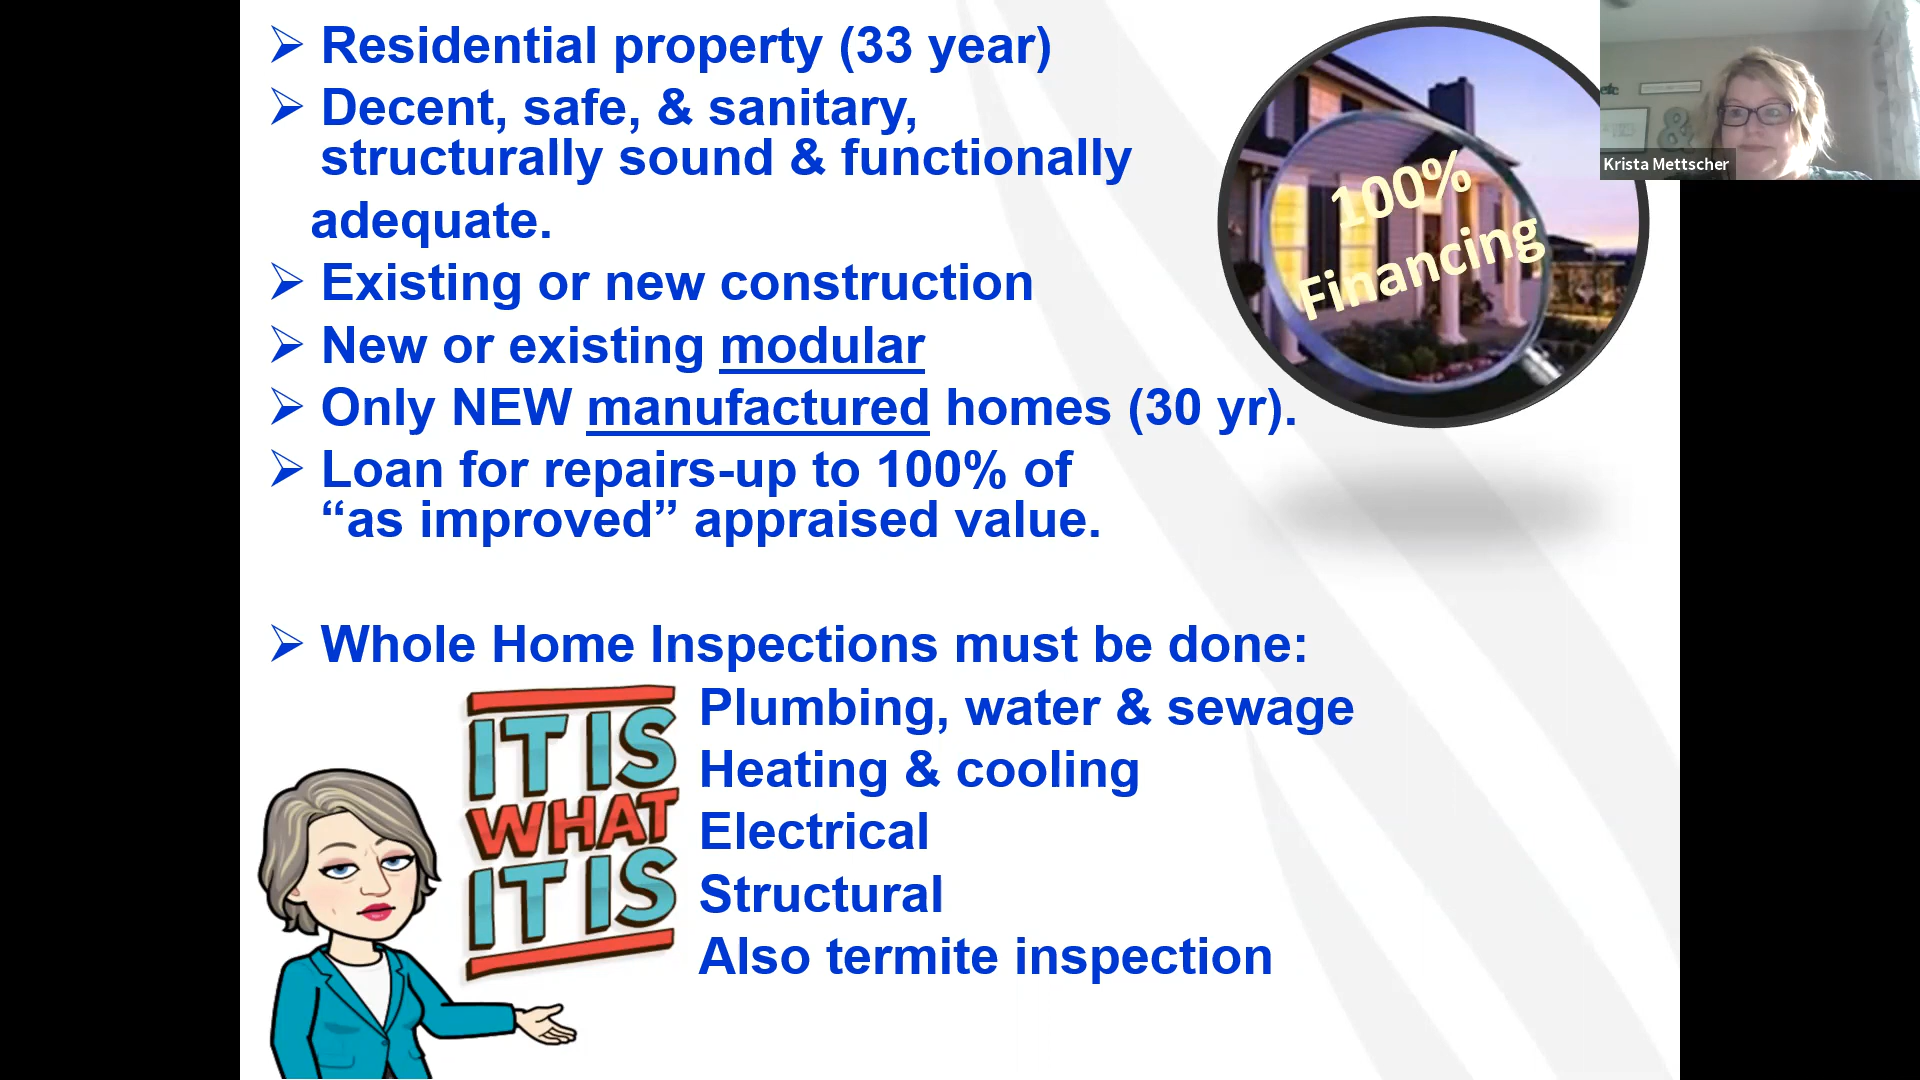 ➢ Residential property (33 year)
➢ Decent, safe, & sanitary,
structurally sound & functionally
adequate.
➢ Existing or new construction
➢ New or existing modular
➢ Only NEW manufactured homes (30 yr).
➢ Loan for repairs-up to 100% of
“as improved” appraised value.
➢ Whole Home Inspections must be done:
Plumbing, water & sewage
Heating & cooling
Electrical
Structural
Also termite inspection
IT IS
WHAT
IT IS
100%
Financing
&
Krista Mettscher